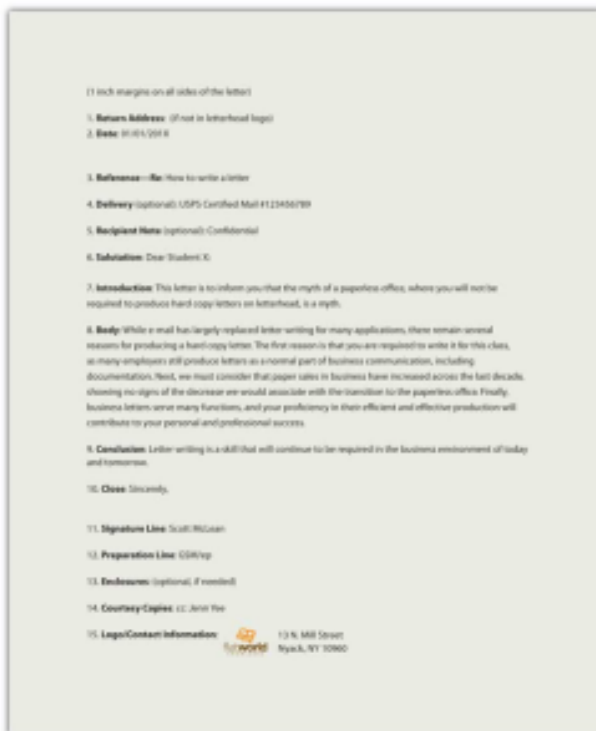 (1 inch margins on all sides of the letter)
1. Return Address: (if not in letterhead logo)
2. Date: 01/01/201X
3. Reference—Re: How to write a letter
4. Delivery (optional): USPS Certified Mail #123456789
5. Recipient Note (optional): Confidential
6. Salutation: Dear Student X:
7. Introduction: This letter is to inform you that the myth of a paperless office, where you will not be
required to produce hard copy letters on letterhead, is a myth.
8. Body: While e-mail has largely replaced letter writing for many applications, there remain several
reasons for producing a hard copy letter. The first reason is that you are required to write it for this class,
so many employers still produce letters as a normal part of business communication, including
documentation. Next, we must consider that paper sales in business have increased across the last decade,
showing no signs of the decrease we would associate with the transition to the paperless office. Finally,
business letters serve many functions, and your proficiency in their efficient and effective production will
contribute to your personal and professional success.
9. Conclusion: Letter writing is a skill that will continue to be required in the business environment of today
and tomorrow.
10. Close: Sincerely,
11. Signature Line: Scott McLean
12. Preparation Line: GSM/ep
13. Enclosures: (optional, if needed)
14. Courtesy Copies: cc: Jenn Yee
15. Logo/Contact Information: flatworld 13 N. Mill Street
Nyack, NY 10960